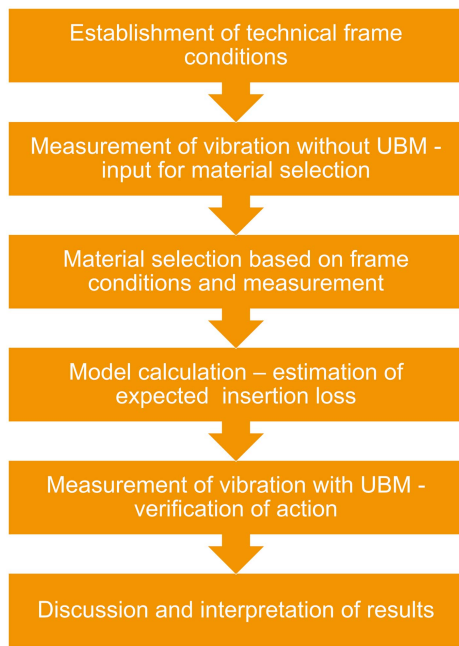 Establishment of technical frame
conditions
Measurement of vibration without UBM -
input for material selection
Material selection based on frame
conditions and measurement
Model calculation – estimation of
expected  insertion loss
Measurement of vibration with UBM -
verification of action
Discussion and interpretation of results